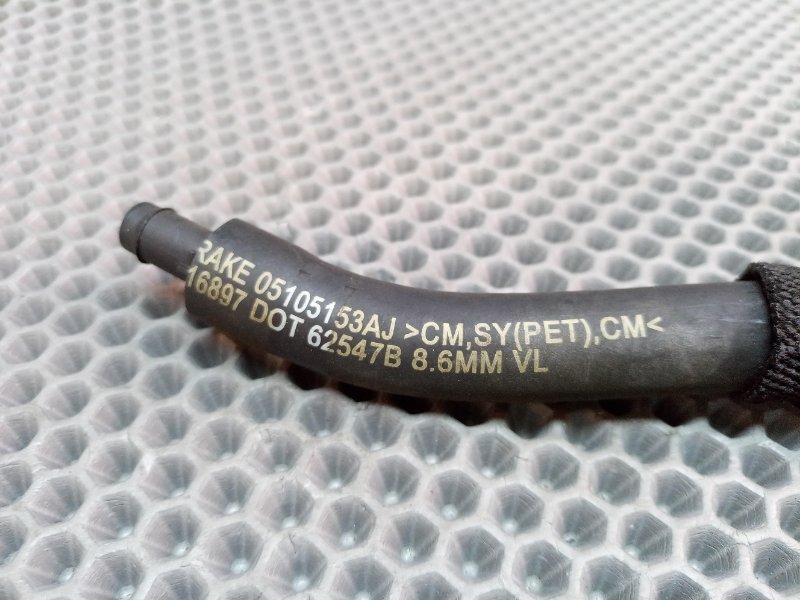 RAKE 05105153AJ >CM,SY(PET),CM<
16897 DOT 62547B 8.6MM VL